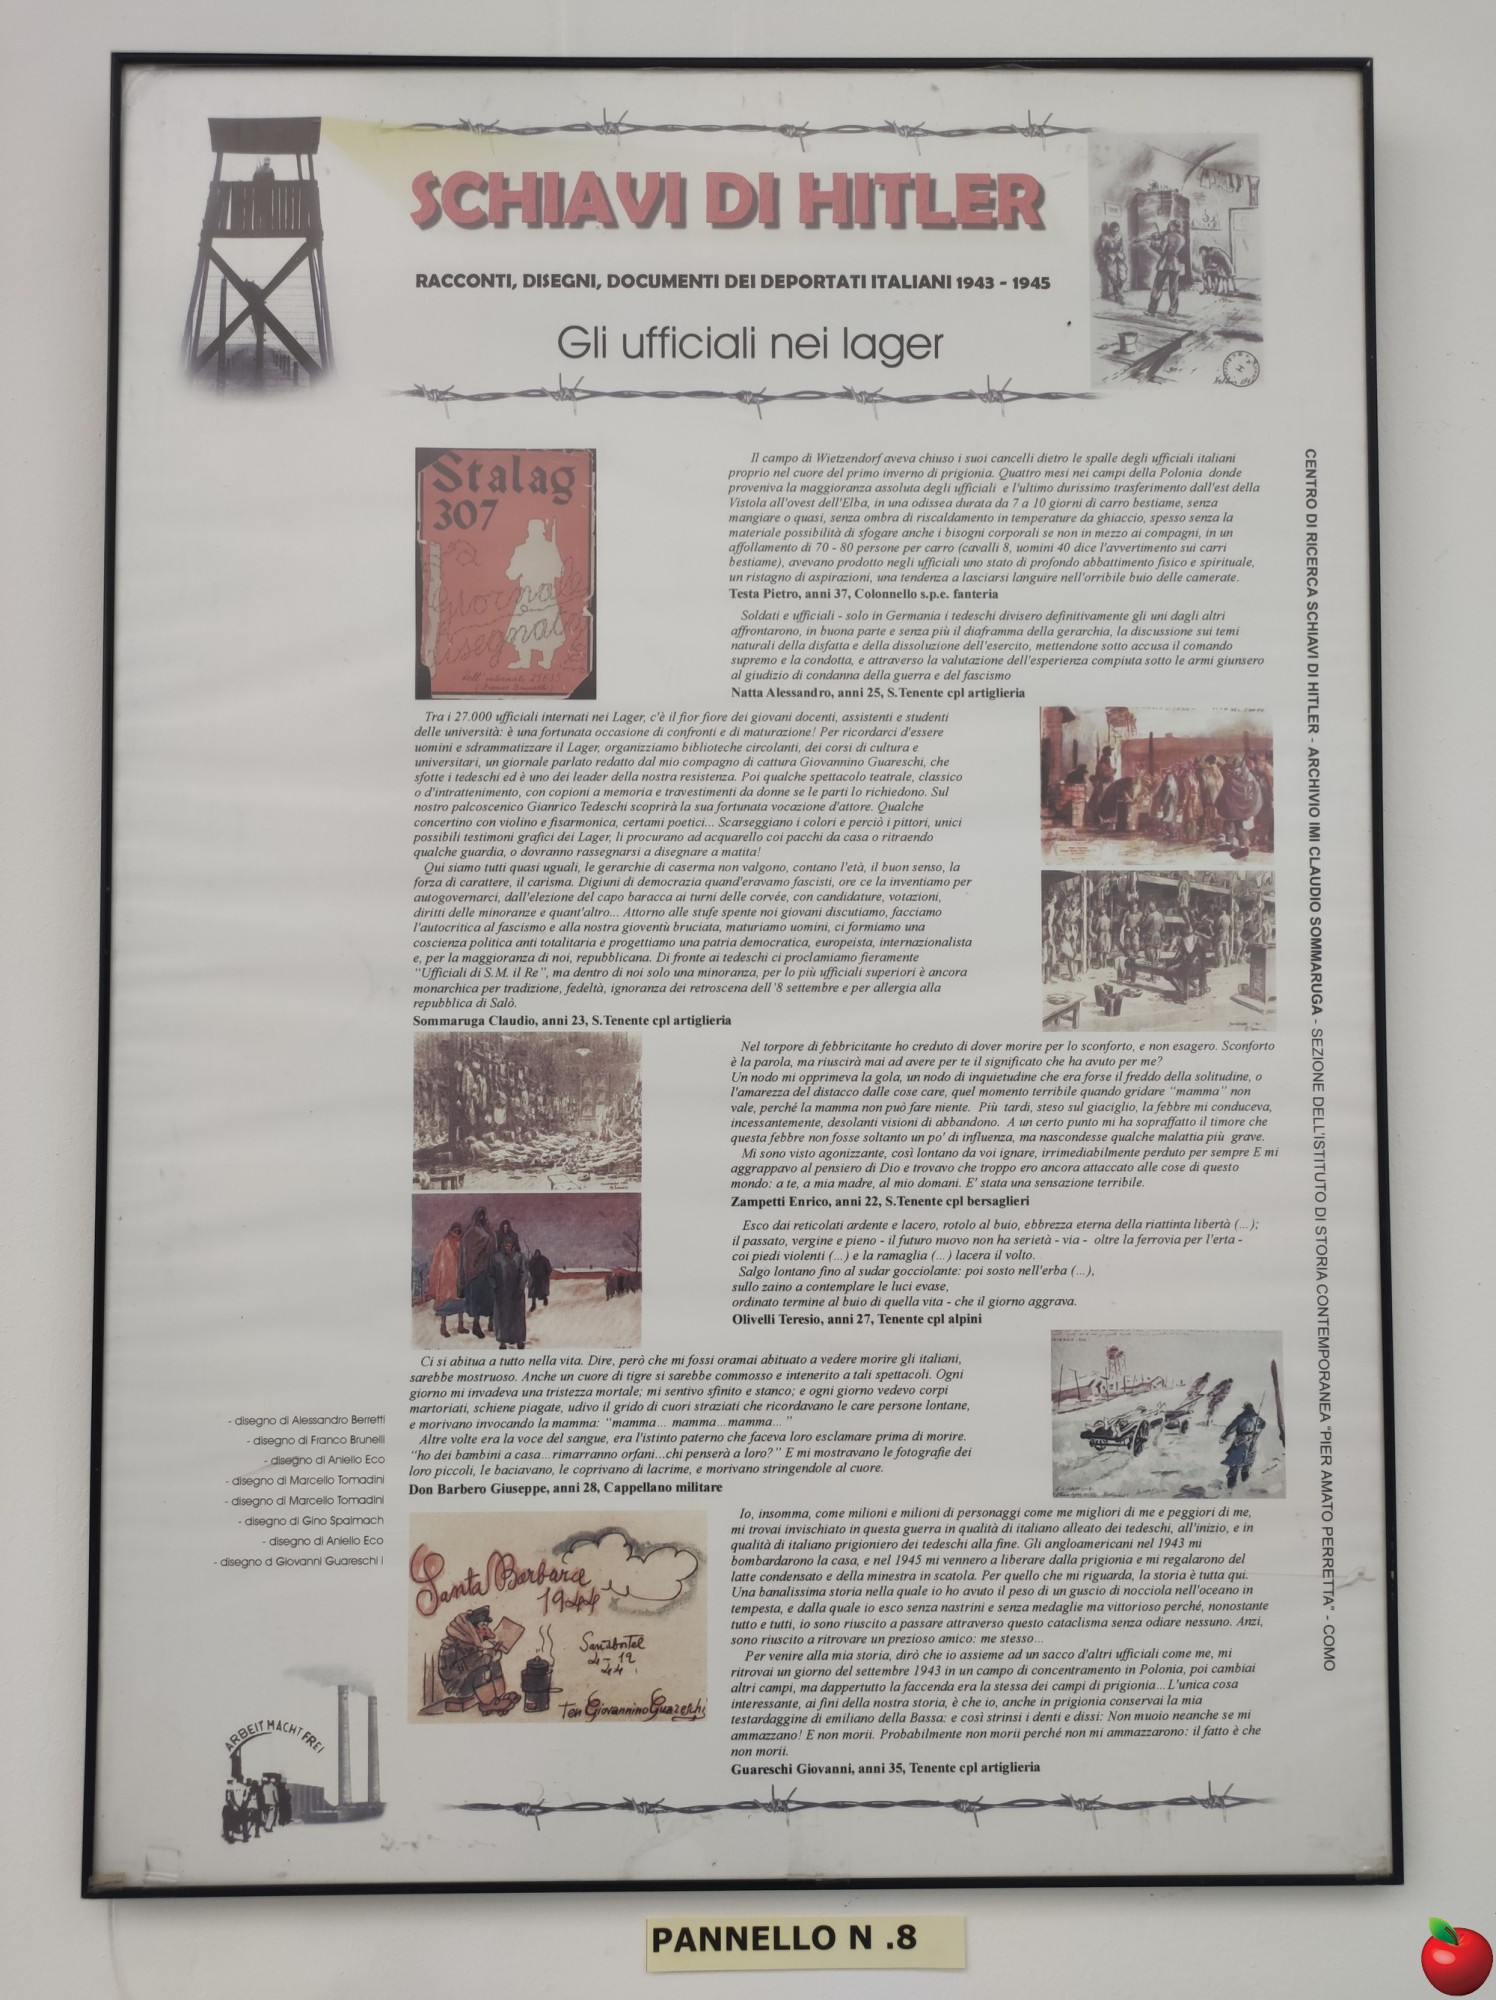 SCHIAVI DI HITLER
RACCONTI, DISEGNI, DOCUMENTI DEI DEPORTATI ITALIANI 1943 - 1945
Gli ufficiali nei lager
Stalag
307
Giornale
disegnato
Il campo di Wietzendorf aveva chiuso i suoi cancelli dietro le spalle degli ufficiali italiani
proprio nel cuore del primo inverno di prigionia. Quattro mesi nei campi della Polonia donde
proveniva la maggioranza assoluta degli ufficiali e l'ultimo durissimo trasferimento dall'est della
Vistola all'ovest dell'Elba, in una odissea durata da 7 a 10 giorni di carro bestiame, senza
mangiare o quasi, senza ombra di riscaldamento in temperature da ghiaccio, spesso senza la
materiale possibilità di sfogare anche i bisogni corporali se non in mezzo ai compagni, in un
affollamento di 70 - 80 persone per carro (cavalli 8, uomini 40 dice l'avvertimento sui carri
bestiame), avevano prodotto negli ufficiali uno stato di profondo abbattimento fisico e spirituale,
un ristagno di aspirazioni, una tendenza a lasciarsi languire nell'orribile buio delle camerate.
Testa Pietro, anni 37, Colonnello s.p.e. fanteria
Soldati e ufficiali - solo in Germania i tedeschi divisero definitivamente gli uni dagli altri
affrontarono, in buona parte e senza più il diaframma della gerarchia, la discussione sui temi
naturali della disfatta e della dissoluzione dell'esercito, mettendone sotto accusa il comando
supremo e la condotta, e attraverso la valutazione dell'esperienza compiuta sotto le armi giunsero
al giudizio di condanna della guerra e del fascismo
Natta Alessandro, anni 25, S.Tenente cpl artiglieria
Tra i 27.000 ufficiali internati nei Lager, c'è il fior fiore dei giovani docenti, assistenti e studenti
delle università: è una fortunata occasione di confronti e di maturazione! Per ricordarci d'essere
uomini e sdrammatizzare il Lager, organizziamo biblioteche circolanti, dei corsi di cultura e
universitari, un giornale parlato redatto dal mio compagno di cattura Giovannino Guareschi, che
sfotte i tedeschi ed è uno dei leader della nostra resistenza. Poi qualche spettacolo teatrale, classico
o d'intrattenimento, con copioni a memoria e travestimenti da donne se le parti lo richiedono. Sul
nostro palcoscenico Gianrico Tedeschi scoprirà la sua fortunata vocazione d'attore. Qualche
concertino con violino e fisarmonica, certami poetici... Scarseggiano i colori e perciò i pittori, unici
possibili testimoni grafici dei Lager, li procurano ad acquarello coi pacchi da casa o ritraendo
qualche guardia, o dovranno rassegnarsi a disegnare a matita!
Qui siamo tutti quasi uguali, le gerarchie di caserma non valgono, contano l'età, il buon senso, la
forza di carattere, il carisma. Digiuni di democrazia quand'eravamo fascisti, ore ce la inventiamo per
autogovernarci, dall'elezione del capo baracca ai turni delle corvée, con candidature, votazioni,
diritti delle minoranze e quant'altro... Attorno alle stufe spente noi giovani discutiamo, facciamo
l'autocritica al fascismo e alla nostra gioventù bruciata, maturiamo uomini, ci formiamo una
coscienza politica anti totalitaria e progettiamo una patria democratica, europeista, internazionalista
e, per la maggioranza di noi, repubblicana. Di fronte ai tedeschi ci proclamiamo fieramente
"Ufficiali di S.M. il Re", ma dentro di noi solo una minoranza, per lo più ufficiali superiori è ancora
monarchica per tradizione, fedeltà, ignoranza dei retroscena dell'8 settembre e per allergia alla
repubblica di Salò.
Sommaruga Claudio, anni 23, S.Tenente cpl artiglieria
Nel torpore di febbricitante ho creduto di dover morire per lo sconforto, e non esagero. Sconforto
è la parola, ma riuscirà mai ad avere per te il significato che ha avuto per me?
Un nodo mi opprimeva la gola, un nodo di inquietudine che era forse il freddo della solitudine, o
l'amarezza del distacco dalle cose care, quel momento terribile quando gridare "mamma" non
vale, perché la mamma non può fare niente. Più tardi, steso sul giaciglio, la febbre mi conduceva,
incessantemente, desolanti visioni di abbandono. A un certo punto mi ha sopraffatto il timore che
questa febbre non fosse soltanto un po' di influenza, ma nascondesse qualche malattia più grave.
Mi sono visto agonizzante, così lontano da voi ignare, irrimediabilmente perduto per sempre E mi
aggrappavo al pensiero di Dio e trovavo che troppo ero ancora attaccato alle cose di questo
mondo: a te, a mia madre, al mio domani. E' stata una sensazione terribile.
Zampetti Enrico, anni 22, S.Tenente cpl bersaglieri
Esco dai reticolati ardente e lacero, rotolo al buio, ebbrezza eterna della riattinta libertà (...);
il passato, vergine e pieno - il futuro nuovo non ha serietà - via - oltre la ferrovia per l'erta -
coi piedi violenti (...) e la ramaglia (...) lacera il volto.
Salgo lontano fino al sudar gocciolante: poi sosto nell'erba (...),
sullo zaino a contemplare le luci evase,
ordinato termine al buio di quella vita - che il giorno aggrava.
Olivelli Teresio, anni 27, Tenente cpl alpini
Ci si abitua a tutto nella vita. Dire, però che mi fossi oramai abituato a vedere morire gli italiani,
sarebbe mostruoso. Anche un cuore di tigre si sarebbe commosso e intenerito a tali spettacoli. Ogni
giorno mi invadeva una tristezza mortale; mi sentivo sfinito e stanco; e ogni giorno vedevo corpi
martoriati, schiene piagate, udivo il grido di cuori straziati che ricordavano le care persone lontane,
e morivano invocando la mamma: "mamma... mamma...mamma... "
Altre volte era la voce del sangue, era l'istinto paterno che faceva loro esclamare prima di morire.
"ho dei bambini a casa...rimarranno orfani...chi penserà a loro?" E mi mostravano le fotografie dei
loro piccoli, le baciavano, le coprivano di lacrime, e morivano stringendole al cuore.
Don Barbero Giuseppe, anni 28, Cappellano militare
Santa Barbara
1944
Sandbostel
4-12
44
Ten Giovannino Guareschi
Io, insomma, come milioni e milioni di personaggi come me migliori di me e peggiori di me,
mi trovai invischiato in questa guerra in qualità di italiano alleato dei tedeschi, all'inizio, e in
qualità di italiano prigioniero dei tedeschi alla fine. Gli angloamericani nel 1943 mi
bombardarono la casa, e nel 1945 mi vennero a liberare dalla prigionia e mi regalarono del
latte condensato e della minestra in scatola. Per quello che mi riguarda, la storia è tutta qui.
Una banalissima storia nella quale io ho avuto il peso di un guscio di nocciola nell'oceano in
tempesta, e dalla quale io esco senza nastrini e senza medaglie ma vittorioso perché, nonostante
tutto e tutti, io sono riuscito a passare attraverso questo cataclisma senza odiare nessuno. Anzi,
sono riuscito a ritrovare un prezioso amico: me stesso...
Per venire alla mia storia, dirò che io assieme ad un sacco d'altri ufficiali come me, mi
ritrovai un giorno del settembre 1943 in un campo di concentramento in Polonia, poi cambiai
altri campi, ma dappertutto la faccenda era la stessa dei campi di prigionia...L'unica cosa
interessante, ai fini della nostra storia, è che io, anche in prigionia conservai la mia
testardaggine di emiliano della Bassa: e così strinsi i denti e dissi: Non muoio neanche se mi
ammazzano! E non morii. Probabilmente non morii perché non mi ammazzarono: il fatto è che
non morii.
Guareschi Giovanni, anni 35, Tenente cpl artiglieria
- disegno di Alessandro Berretti
- disegno di Franco Brunelli
- disegno di Aniello Eco
- disegno di Marcello Tomadini
- disegno di Marcello Tomadini
- disegno di Gino Spalmach
- disegno di Aniello Eco
- disegno d Giovanni Guareschi i
ARBEIT MACHT FREI
CENTRO DI RICERCA SCHIAVI DI HITLER - ARCHIVIO IMI CLAUDIO SOMMARUGA - SEZIONE DELL'ISTITUTO DI STORIA CONTEMPORANEA "PIER AMATO PERRETTA" - COMO
PANNELLO N .8